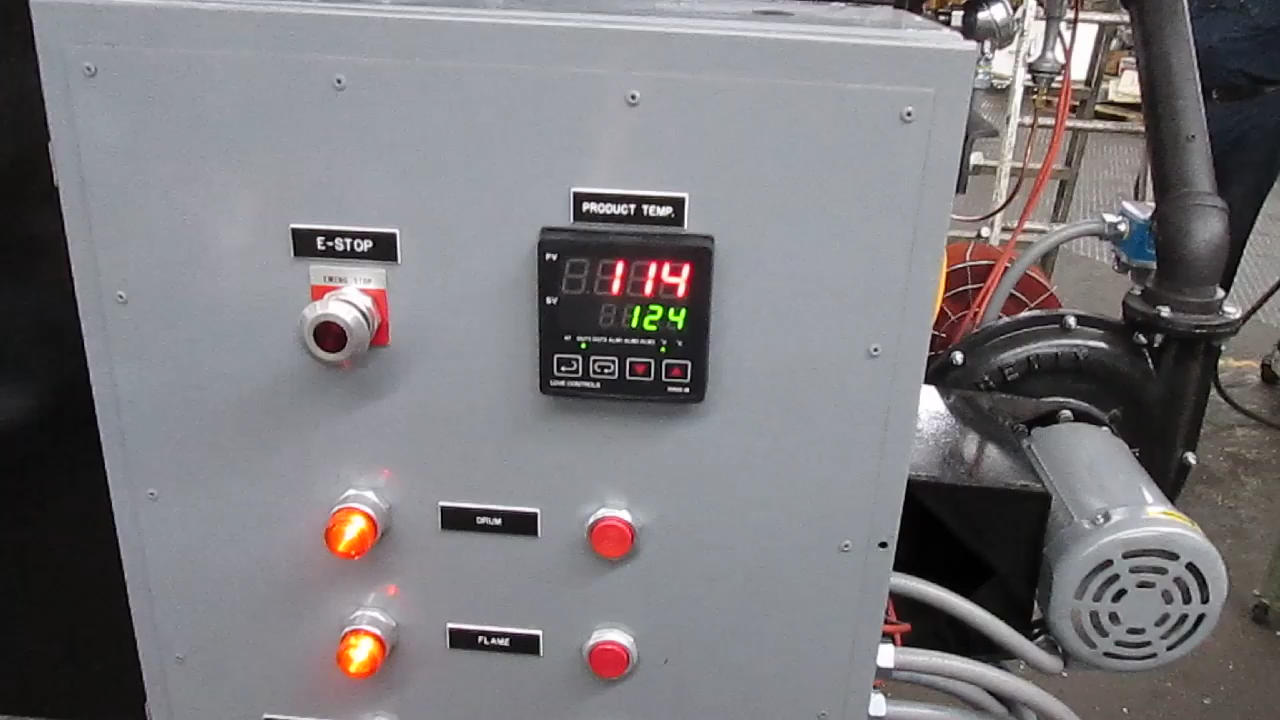 PRODUCT TEMP.
E-STOP
EMERG. STOP
PV
114
SV
124
LOVE CONTROLS
DRUM
FLAME